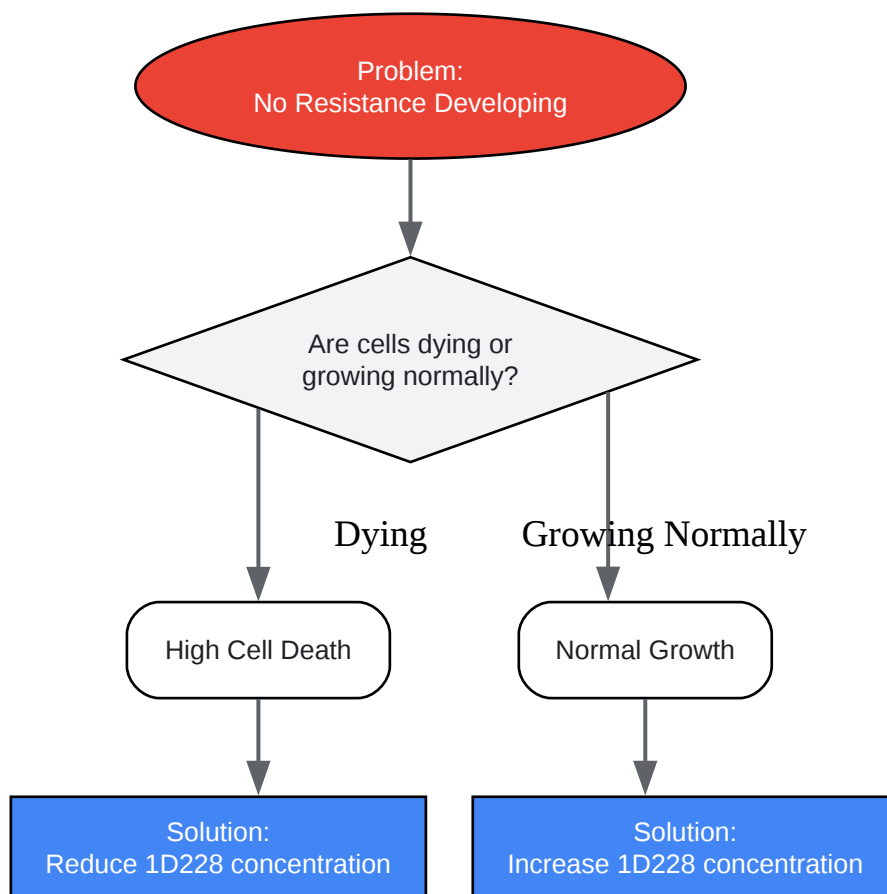 Problem:
No Resistance Developing
Are cells dying or
growing normally?
Dying
Growing Normally
High Cell Death
Normal Growth
Solution:
Reduce 1D228 concentration
Solution:
Increase 1D228 concentration